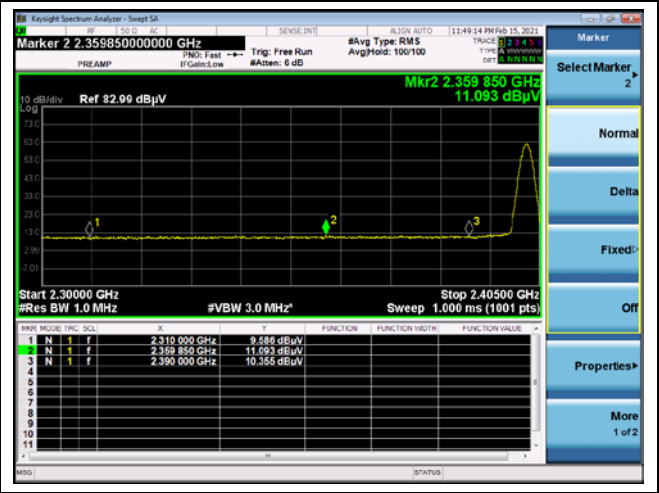 Keysight Spectrum Analyzer - Swept SA
RF 50 Ω AC SENSE:INT ALIGN AUTO 11:49:14 PM Feb 15, 2021
Marker 2 2.359850000000 GHz
PREAMP
PNO: Fast
IFGain:Low
Trig: Free Run
#Atten: 6 dB
#Avg Type: RMS
Avg|Hold: 100/100
TRACE 1 2 3 4 5 6
TYPE A WWWWW
DET A N N N N N
Mkr2 2.359 850 GHz
11.093 dBµV
10 dB/div Ref 82.99 dBµV
Log
73.0
63.0
53.0
43.0
33.0
23.0
13.0
2.99
-7.01
1
2
3
Start 2.30000 GHz Stop 2.40500 GHz
#Res BW 1.0 MHz #VBW 3.0 MHz* Sweep 1.000 ms (1001 pts)
MKR MODE TRC SCL X Y FUNCTION FUNCTION WIDTH FUNCTION VALUE
1 N 1 f 2.310 000 GHz 9.586 dBµV
2 N 1 f 2.359 850 GHz 11.093 dBµV
3 N 1 f 2.390 000 GHz 10.355 dBµV
4
5
6
7
8
9
10
11
MSG STATUS
Marker
Select Marker
2
Normal
Delta
Fixed
Off
Properties
More
1 of 2